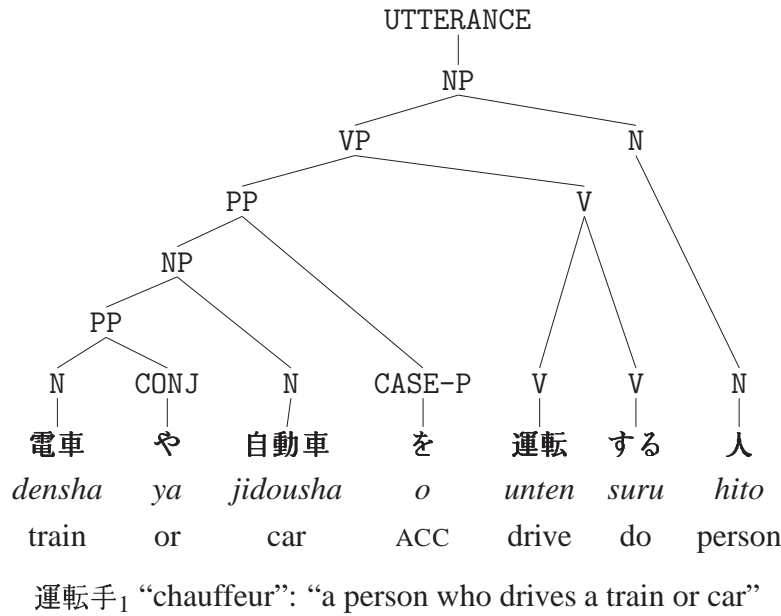 UTTERANCE
NP
VP N
PP V
NP
PP
N CONJ N CASE-P V V N
電車 や 自動車 を 運転 する 人
densha ya jidousha o unten suru hito
train or car ACC drive do person
運転手1 “chauffeur”: “a person who drives a train or car”